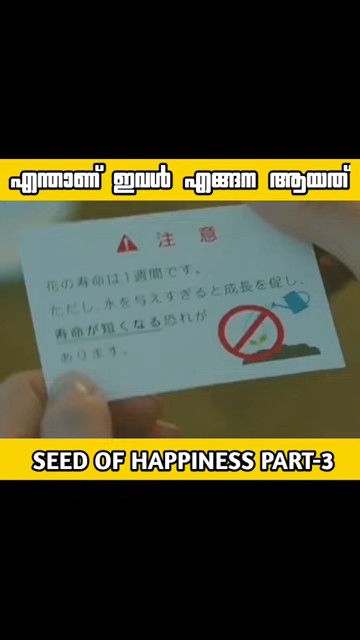 എന്താണ് ഇവൾ എങ്ങനെ ആയത്
注 意
花の寿命は1週間です。
ただし、水を与えすぎると成長を促し、
寿命が短くなる恐れが
あります。
SEED OF HAPPINESS PART-3